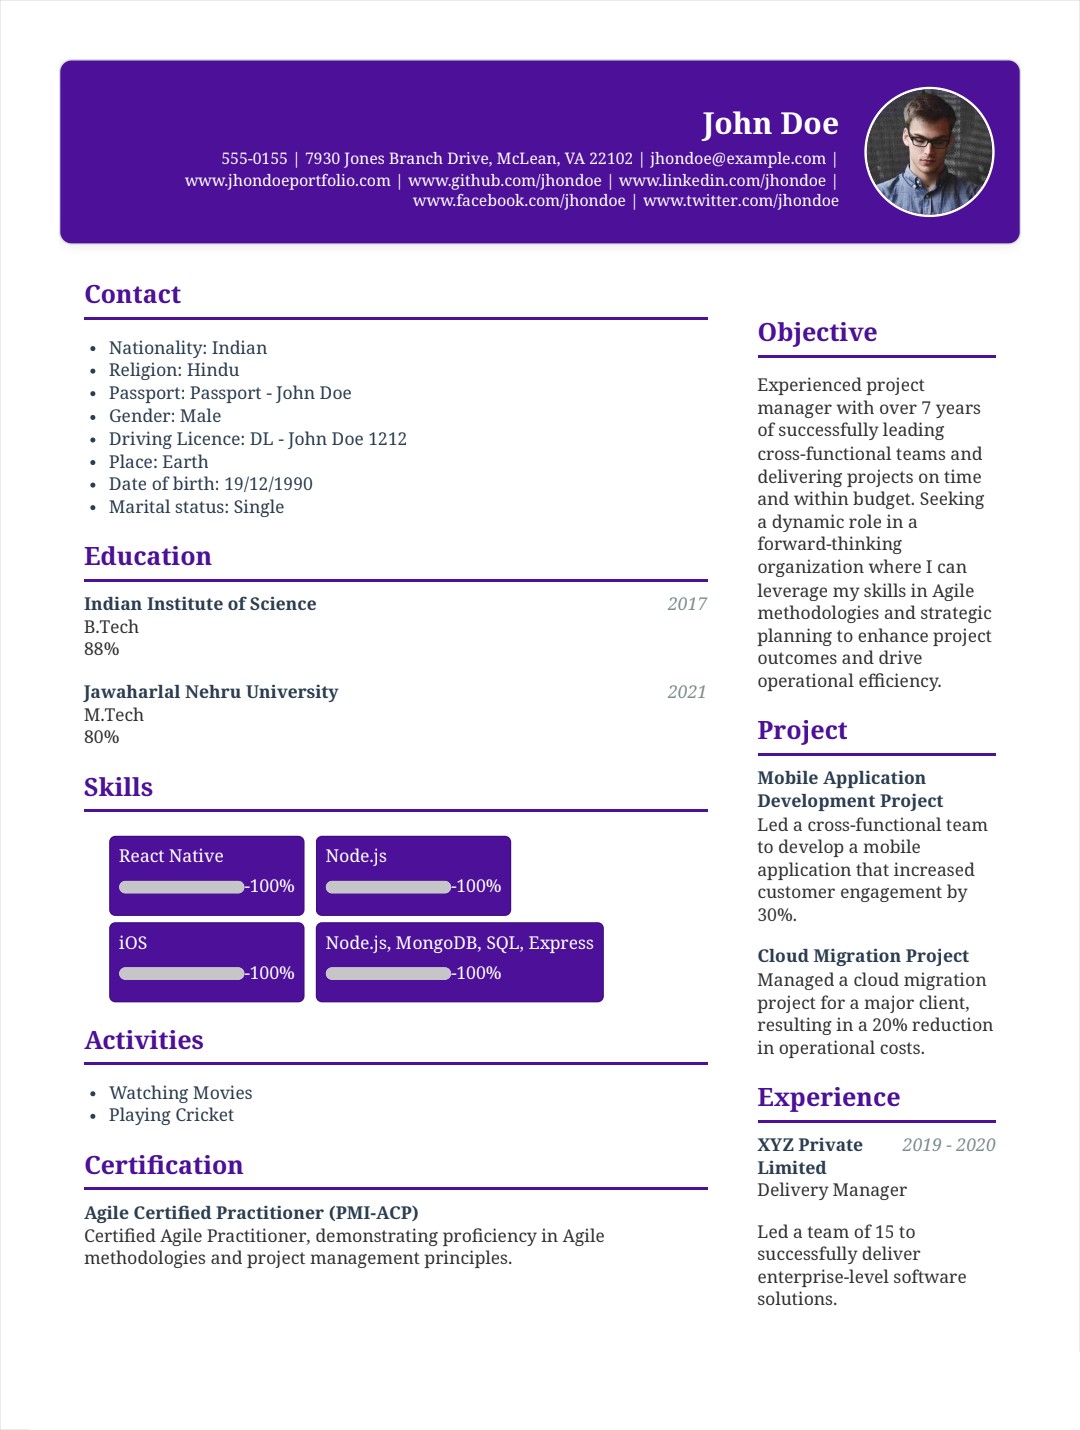 John Doe
555-0155 | 7930 Jones Branch Drive, McLean, VA 22102 | jhondoe@example.com |
www.jhondoeportfolio.com | www.github.com/jhondoe | www.linkedin.com/jhondoe |
www.facebook.com/jhondoe | www.twitter.com/jhondoe
Contact
• Nationality: Indian
• Religion: Hindu
• Passport: Passport - John Doe
• Gender: Male
• Driving Licence: DL - John Doe 1212
• Place: Earth
• Date of birth: 19/12/1990
• Marital status: Single
Education
Indian Institute of Science 2017
B.Tech
88%
Jawaharlal Nehru University 2021
M.Tech
80%
Skills
React Native
-100%
Node.js
-100%
iOS
-100%
Node.js, MongoDB, SQL, Express
-100%
Activities
• Watching Movies
• Playing Cricket
Certification
Agile Certified Practitioner (PMI-ACP)
Certified Agile Practitioner, demonstrating proficiency in Agile
methodologies and project management principles.
Objective
Experienced project
manager with over 7 years
of successfully leading
cross-functional teams and
delivering projects on time
and within budget. Seeking
a dynamic role in a
forward-thinking
organization where I can
leverage my skills in Agile
methodologies and strategic
planning to enhance project
outcomes and drive
operational efficiency.
Project
Mobile Application
Development Project
Led a cross-functional team
to develop a mobile
application that increased
customer engagement by
30%.
Cloud Migration Project
Managed a cloud migration
project for a major client,
resulting in a 20% reduction
in operational costs.
Experience
XYZ Private 2019 - 2020
Limited
Delivery Manager
Led a team of 15 to
successfully deliver
enterprise-level software
solutions.